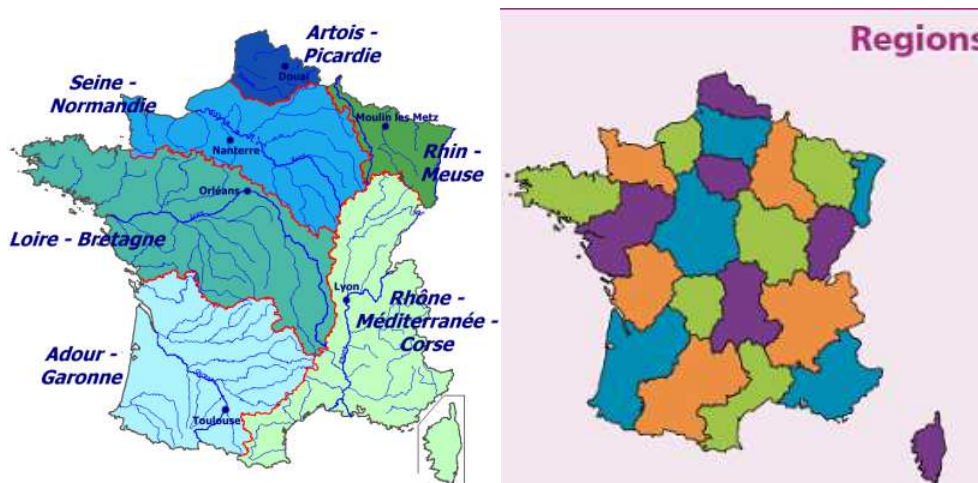 Artois -
Picardie
Douai
Seine -
Normandie
Moulin les Metz
Nanterre
Rhin -
Meuse
Orléans
Loire - Bretagne
Lyon
Rhône -
Méditerranée -
Corse
Adour -
Garonne
Toulouse
Regions